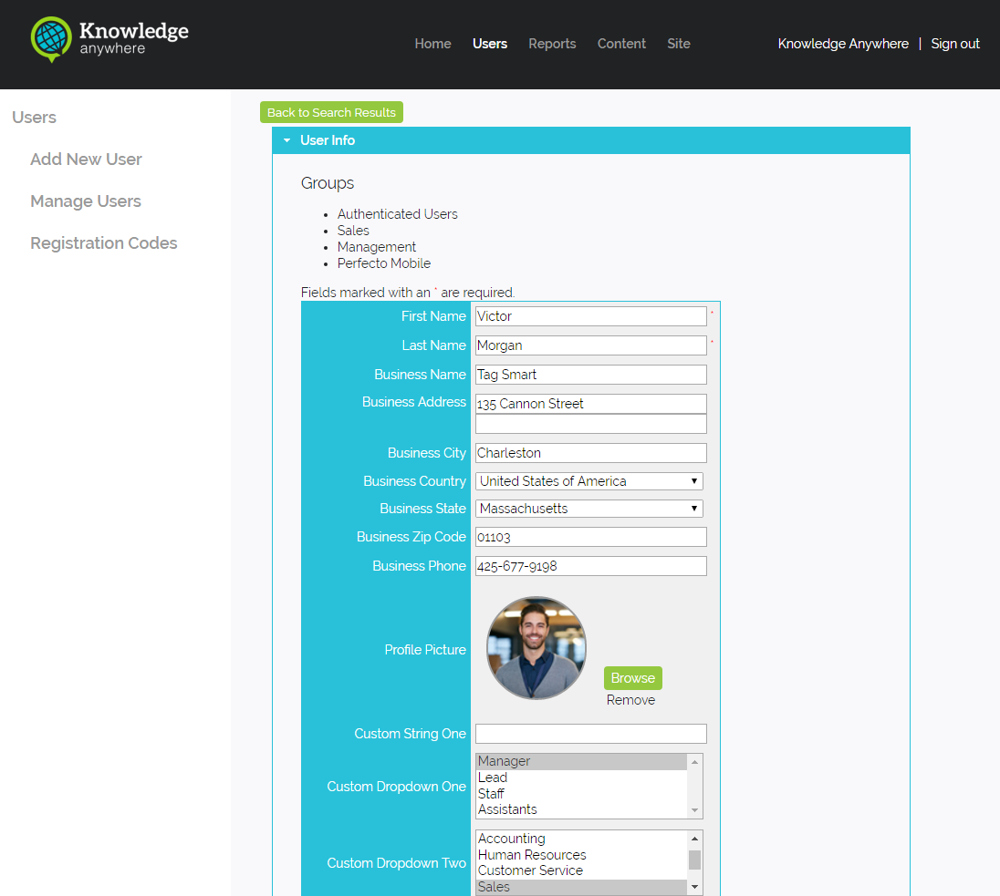 Knowledge
anywhere
Home Users Reports Content Site
Knowledge Anywhere | Sign out
Users
Add New User
Manage Users
Registration Codes
Back to Search Results
User Info
Groups
• Authenticated Users
• Sales
• Management
• Perfecto Mobile
Fields marked with an * are required.
First Name Victor *
Last Name Morgan *
Business Name Tag Smart
Business Address 135 Cannon Street
Business City Charleston
Business Country United States of America
Business State Massachusetts
Business Zip Code 01103
Business Phone 425-677-9198
Profile Picture
Browse
Remove
Custom String One
Custom Dropdown One
Manager
Lead
Staff
Assistants
Custom Dropdown Two
Accounting
Human Resources
Customer Service
Sales